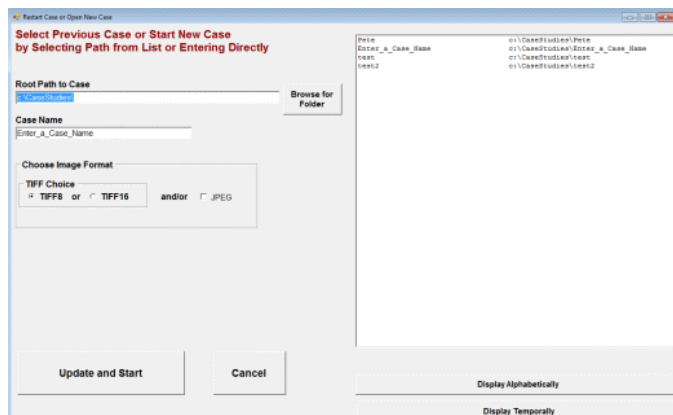 Restart Case or Open New Case
Select Previous Case or Start New Case
by Selecting Path from List or Entering Directly
Root Path to Case
c:\CaseStudies\
Browse for
Folder
Case Name
Enter_a_Case_Name
Choose Image Format
TIFF Choice
TIFF8 or TIFF16 and/or JPEG
Update and Start
Cancel
Pete c:\CaseStudies\Pete
Enter_a_Case_Name c:\CaseStudies\Enter_a_Case_Name
test c:\CaseStudies\test
test2 c:\CaseStudies\test2
Display Alphabetically
Display Temporally